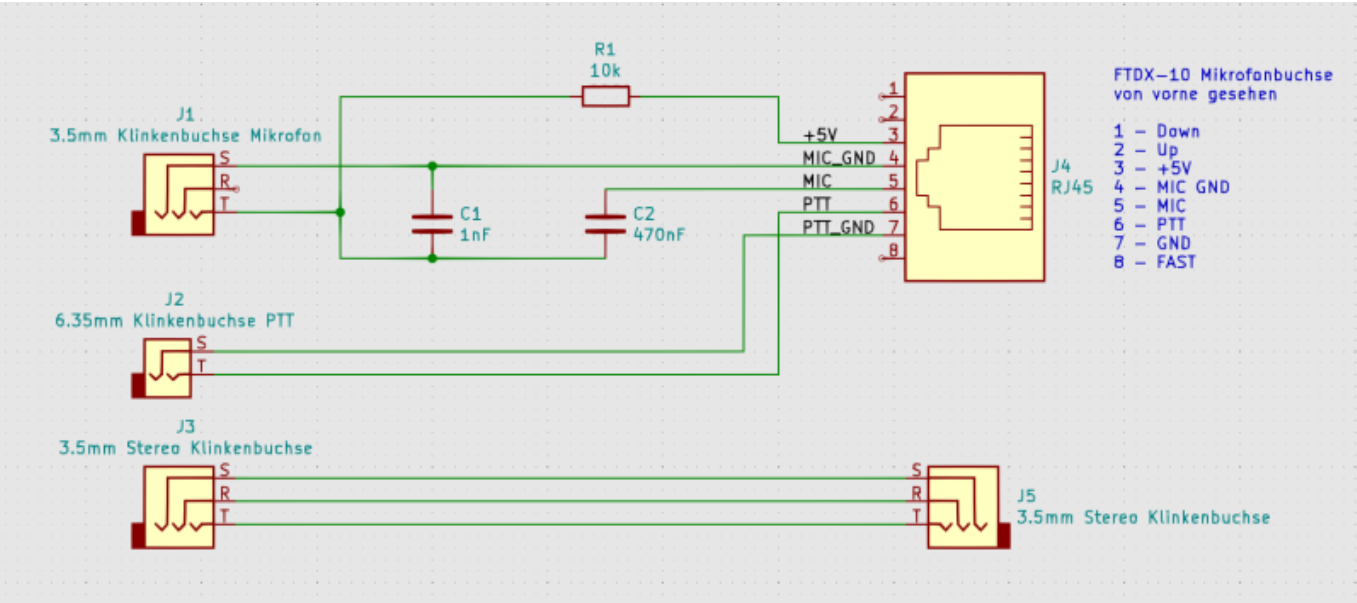 R1
10k
J1
3.5mm Klinkenbuchse Mikrofon
S
R
T
C1
1nF
C2
470nF
+5V
MIC_GND
MIC
PTT
PTT_GND
1
2
3
4
5
6
7
8
J4
RJ45
FTDX-10 Mikrofonbuchse
von vorne gesehen
1 - Down
2 - Up
3 - +5V
4 - MIC GND
5 - MIC
6 - PTT
7 - GND
8 - FAST
J2
6.35mm Klinkenbuchse PTT
S
T
J3
3.5mm Stereo Klinkenbuchse
S
R
T
S
R
T
J5
3.5mm Stereo Klinkenbuchse